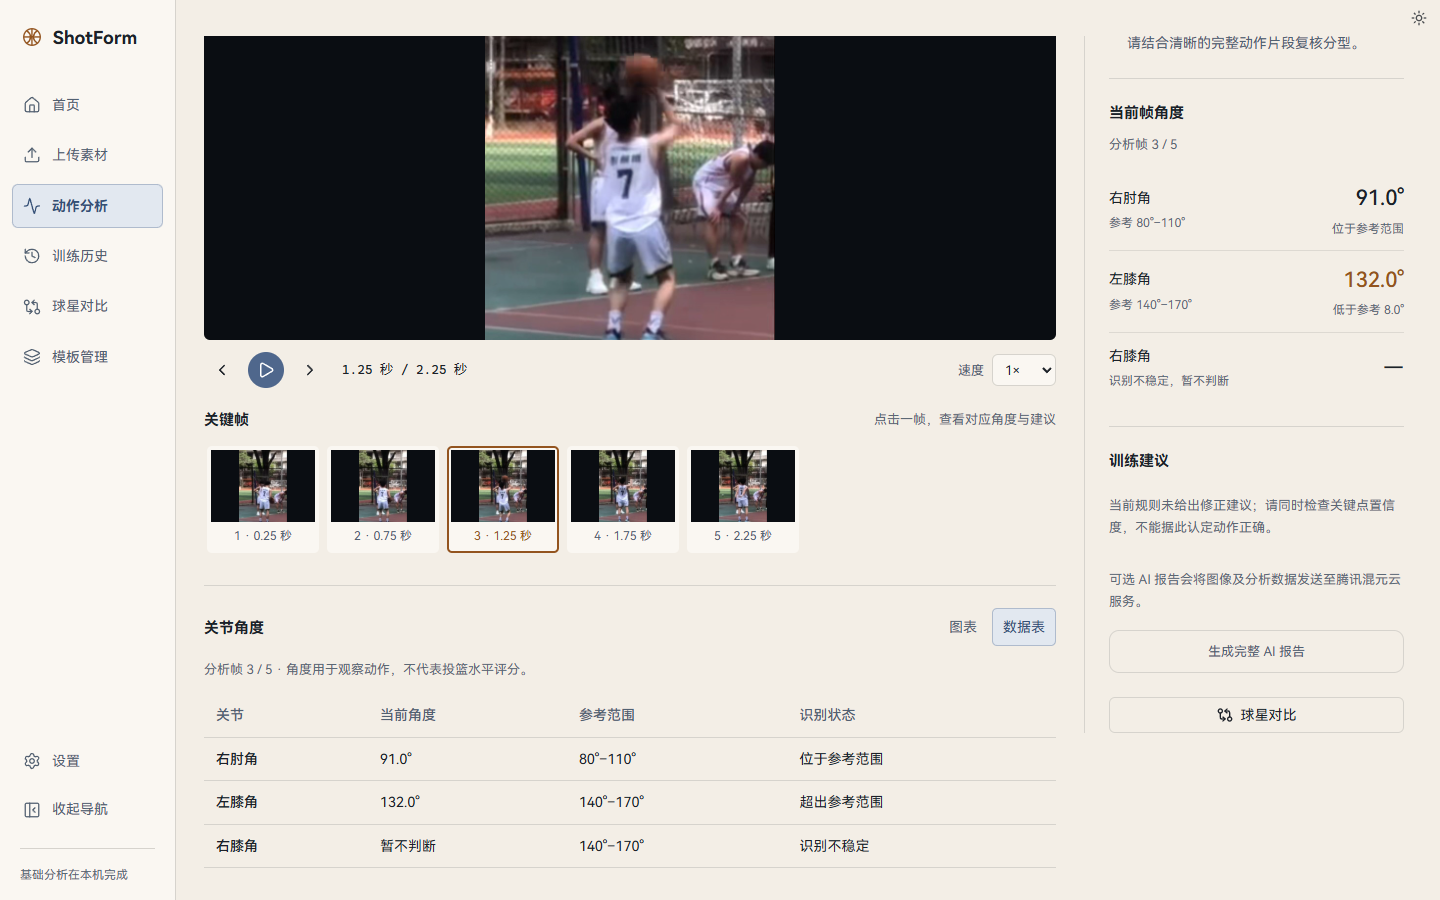 ShotForm
首页
上传素材
动作分析
训练历史
球星对比
模板管理
设置
收起导航
基础分析在本机完成
7
1.25 秒 / 2.25 秒
速度
1×
关键帧
点击一帧，查看对应角度与建议
1 · 0.25 秒
2 · 0.75 秒
3 · 1.25 秒
4 · 1.75 秒
5 · 2.25 秒
关节角度
图表
数据表
分析帧 3 / 5 · 角度用于观察动作，不代表投篮水平评分。
关节 当前角度 参考范围 识别状态
右肘角 91.0° 80°–110° 位于参考范围
左膝角 132.0° 140°–170° 超出参考范围
右膝角 暂不判断 140°–170° 识别不稳定
请结合清晰的完整动作片段复核分型。
当前帧角度
分析帧 3 / 5
右肘角 91.0°
参考 80°–110° 位于参考范围
左膝角 132.0°
参考 140°–170° 低于参考 8.0°
右膝角 —
识别不稳定，暂不判断
训练建议
当前规则未给出修正建议；请同时检查关键点置信
度，不能据此认定动作正确。
可选 AI 报告会将图像及分析数据发送至腾讯混元云
服务。
生成完整 AI 报告
球星对比